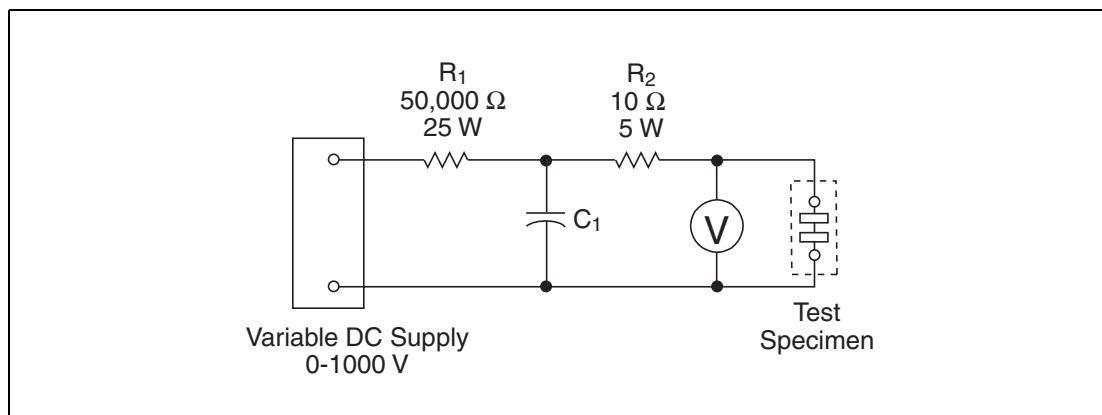 R1
50,000 Ω
25 W
R2
10 Ω
5 W
C1
V
Variable DC Supply
0-1000 V
Test
Specimen